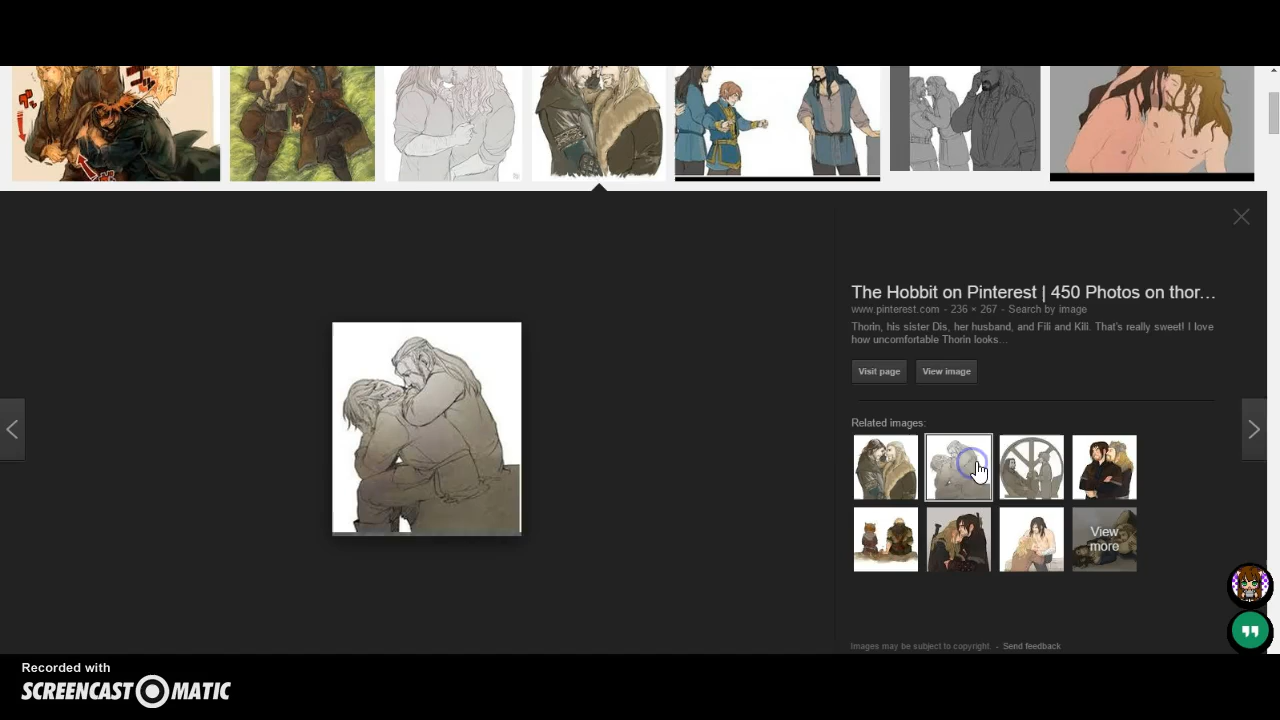 The Hobbit on Pinterest | 450 Photos on thor...
www.pinterest.com - 236 × 267 - Search by image
Thorin, his sister Dis, her husband, and Fili and Kili. That's really sweet! I love
how uncomfortable Thorin looks...
Visit page
View image
Related images:
View
more
Images may be subject to copyright. - Send feedback
Recorded with
SCREENCAST O MATIC